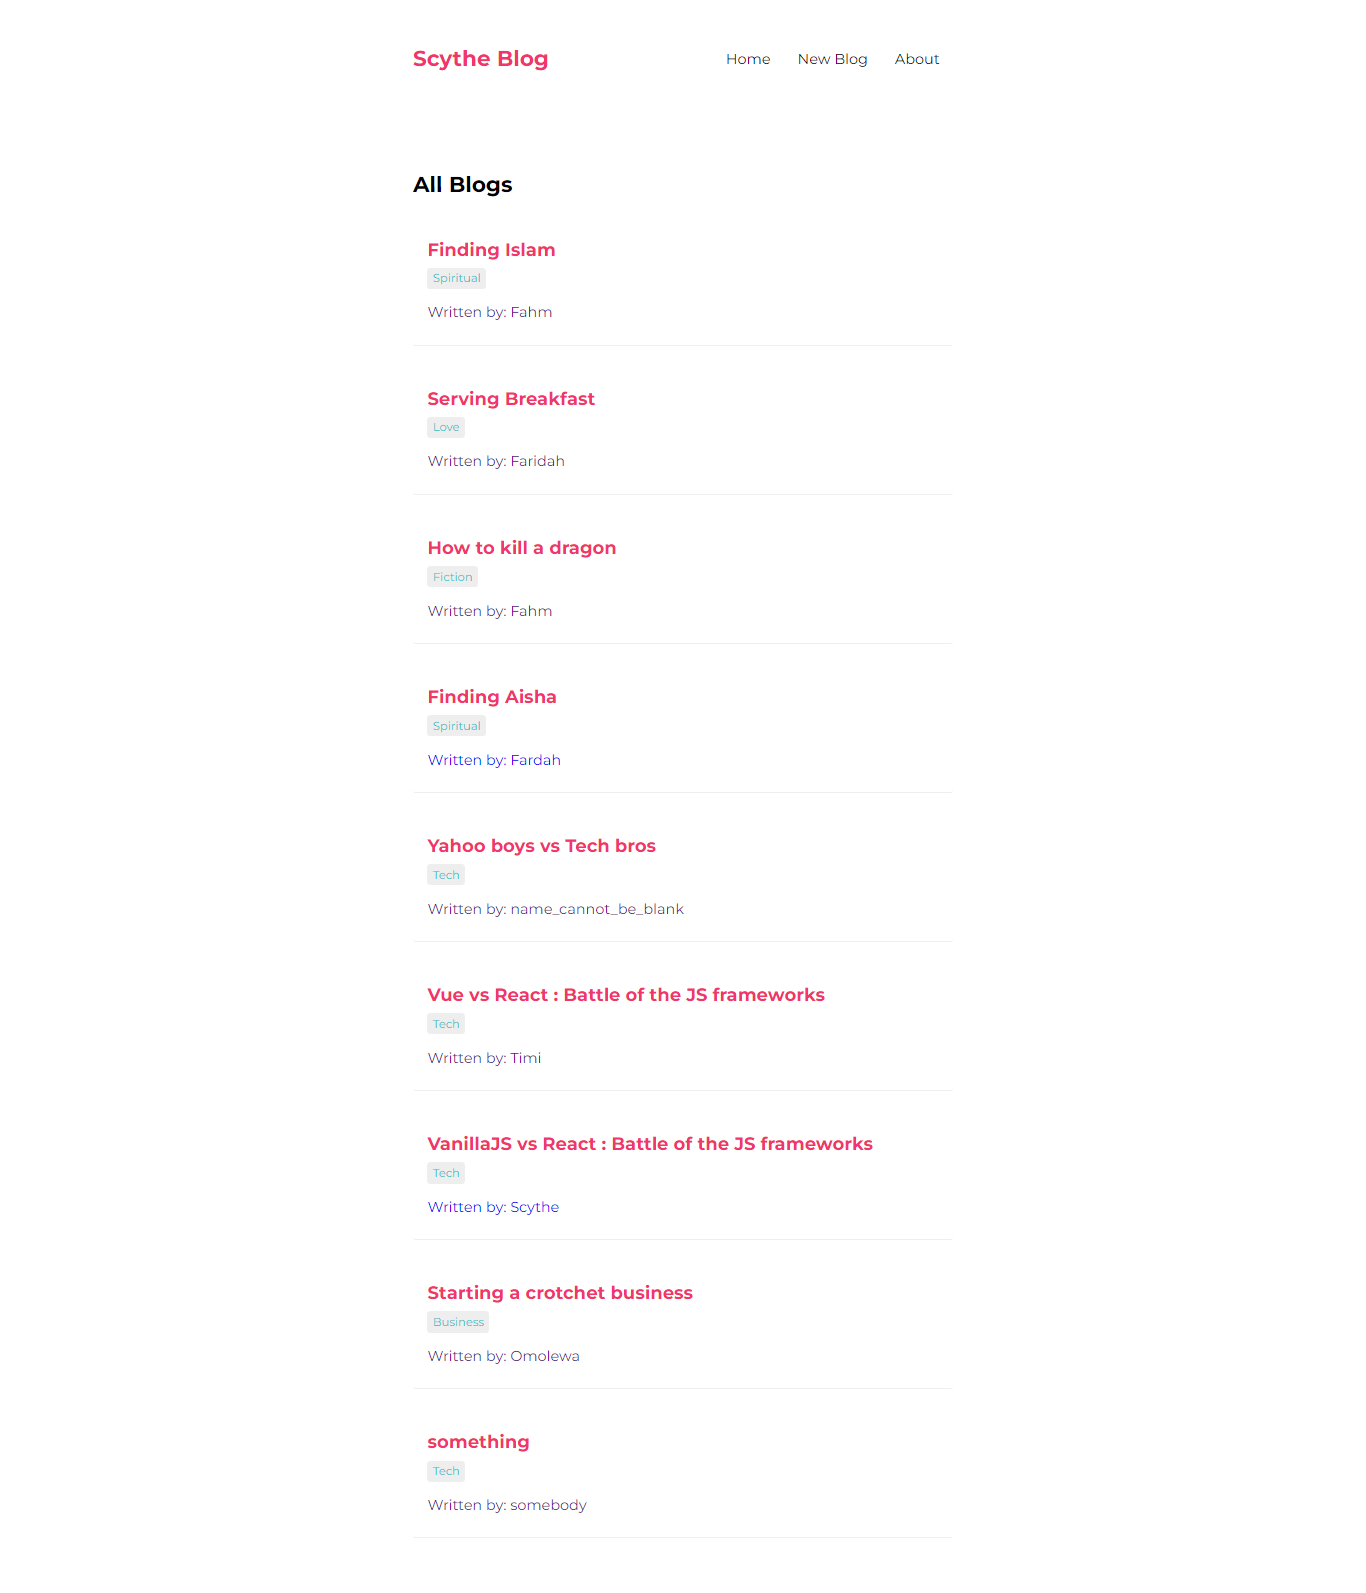 Scythe Blog
Home New Blog About
All Blogs
Finding Islam
Spiritual
Written by: Fahm
Serving Breakfast
Love
Written by: Faridah
How to kill a dragon
Fiction
Written by: Fahm
Finding Aisha
Spiritual
Written by: Fardah
Yahoo boys vs Tech bros
Tech
Written by: name_cannot_be_blank
Vue vs React : Battle of the JS frameworks
Tech
Written by: Timi
VanillaJS vs React : Battle of the JS frameworks
Tech
Written by: Scythe
Starting a crotchet business
Business
Written by: Omolewa
something
Tech
Written by: somebody